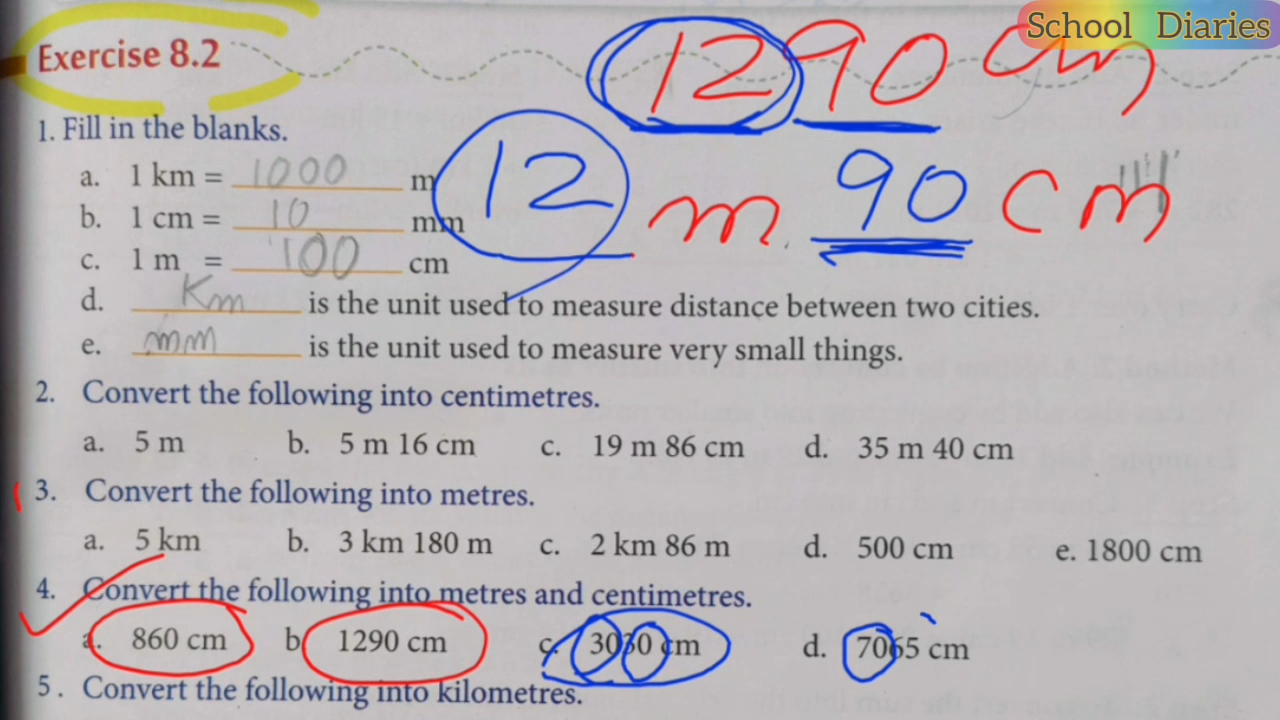 School Diaries
Exercise 8.2
1290 cm
12 m 90 cm
1. Fill in the blanks.
a. 1 km = 1000 m
b. 1 cm = 10 mm
c. 1 m = 100 cm
d. Km is the unit used to measure distance between two cities.
e. mm is the unit used to measure very small things.
2. Convert the following into centimetres.
a. 5 m b. 5 m 16 cm c. 19 m 86 cm d. 35 m 40 cm
3. Convert the following into metres.
a. 5 km b. 3 km 180 m c. 2 km 86 m d. 500 cm e. 1800 cm
4. Convert the following into metres and centimetres.
a. 860 cm b 1290 cm c. 3030 cm d. 7065 cm
5. Convert the following into kilometres.